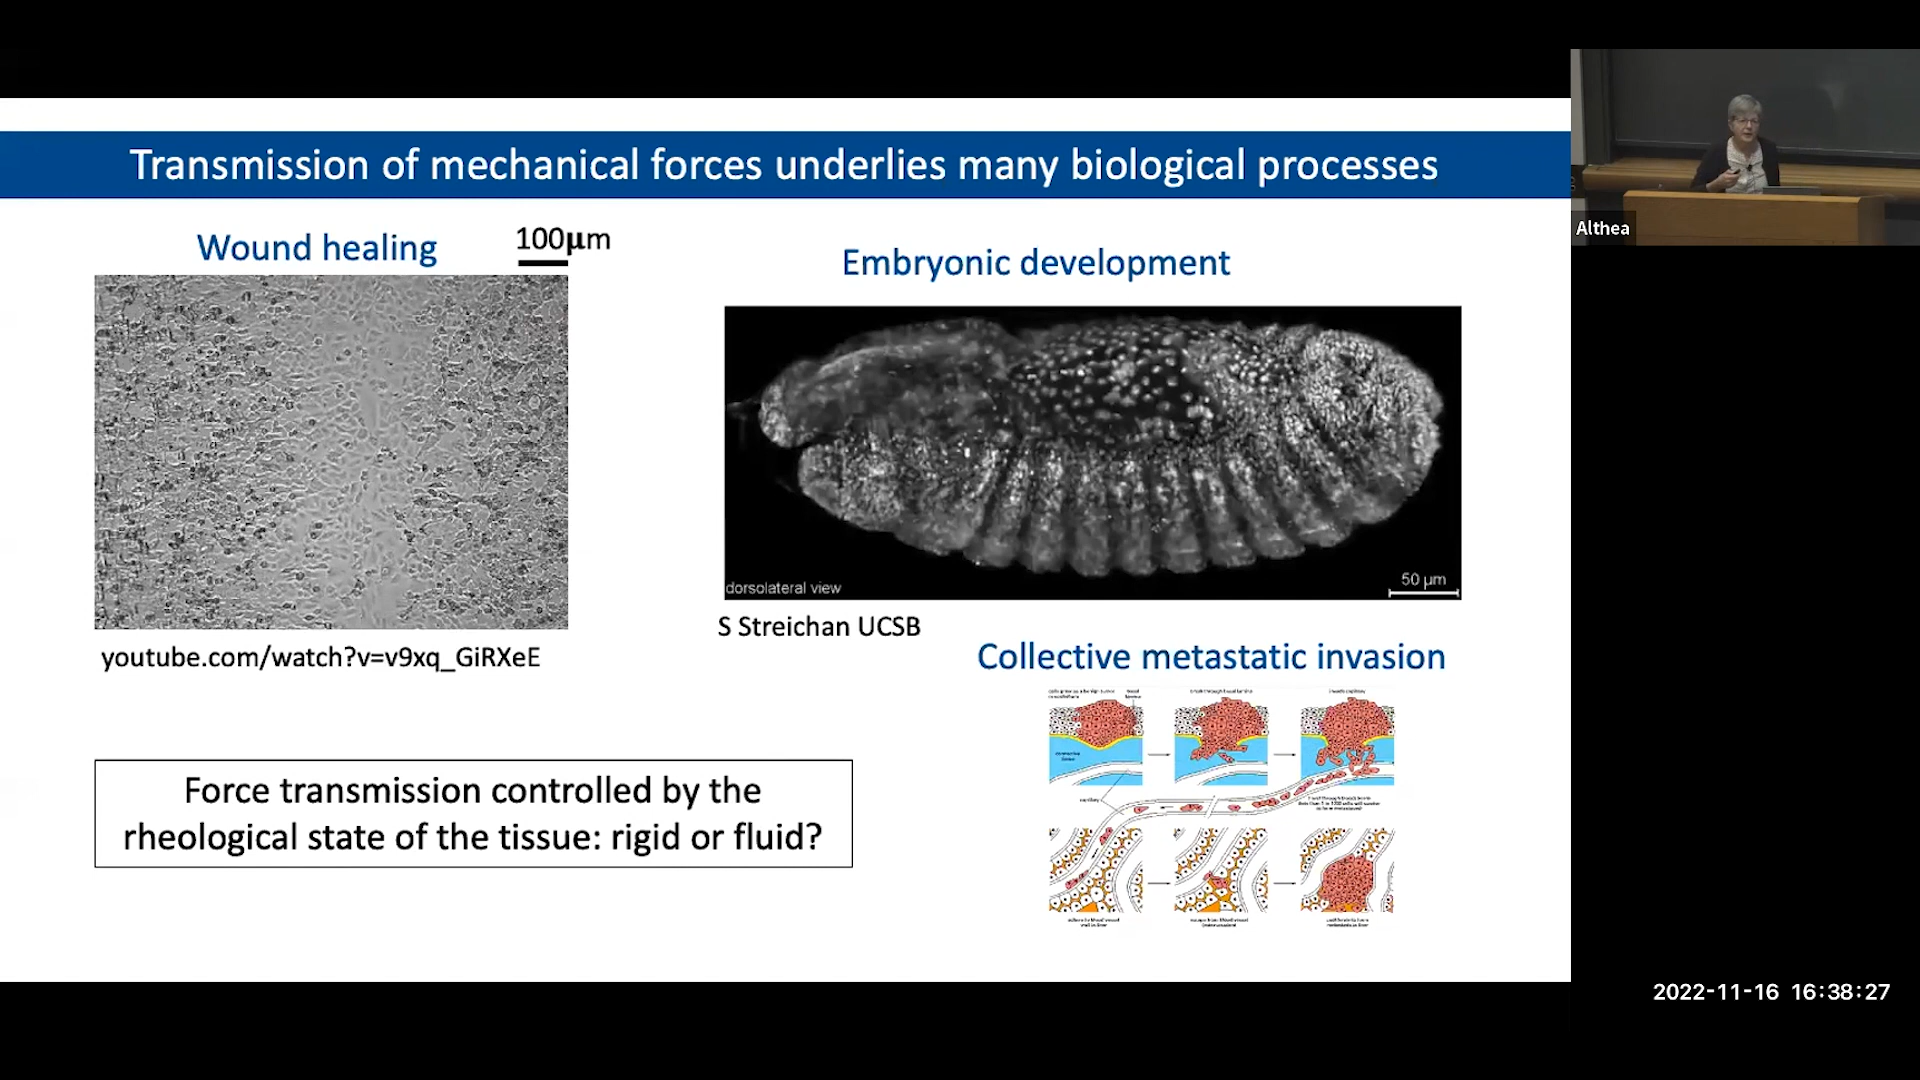 Transmission of mechanical forces underlies many biological processes
Althea
Wound healing
100μm
Embryonic development
dorsolateral view
50 μm
youtube.com/watch?v=v9xq_GiRXeE
S Streichan UCSB
Collective metastatic invasion
Force transmission controlled by the
rheological state of the tissue: rigid or fluid?
capillary
2022-11-16 16:38:27